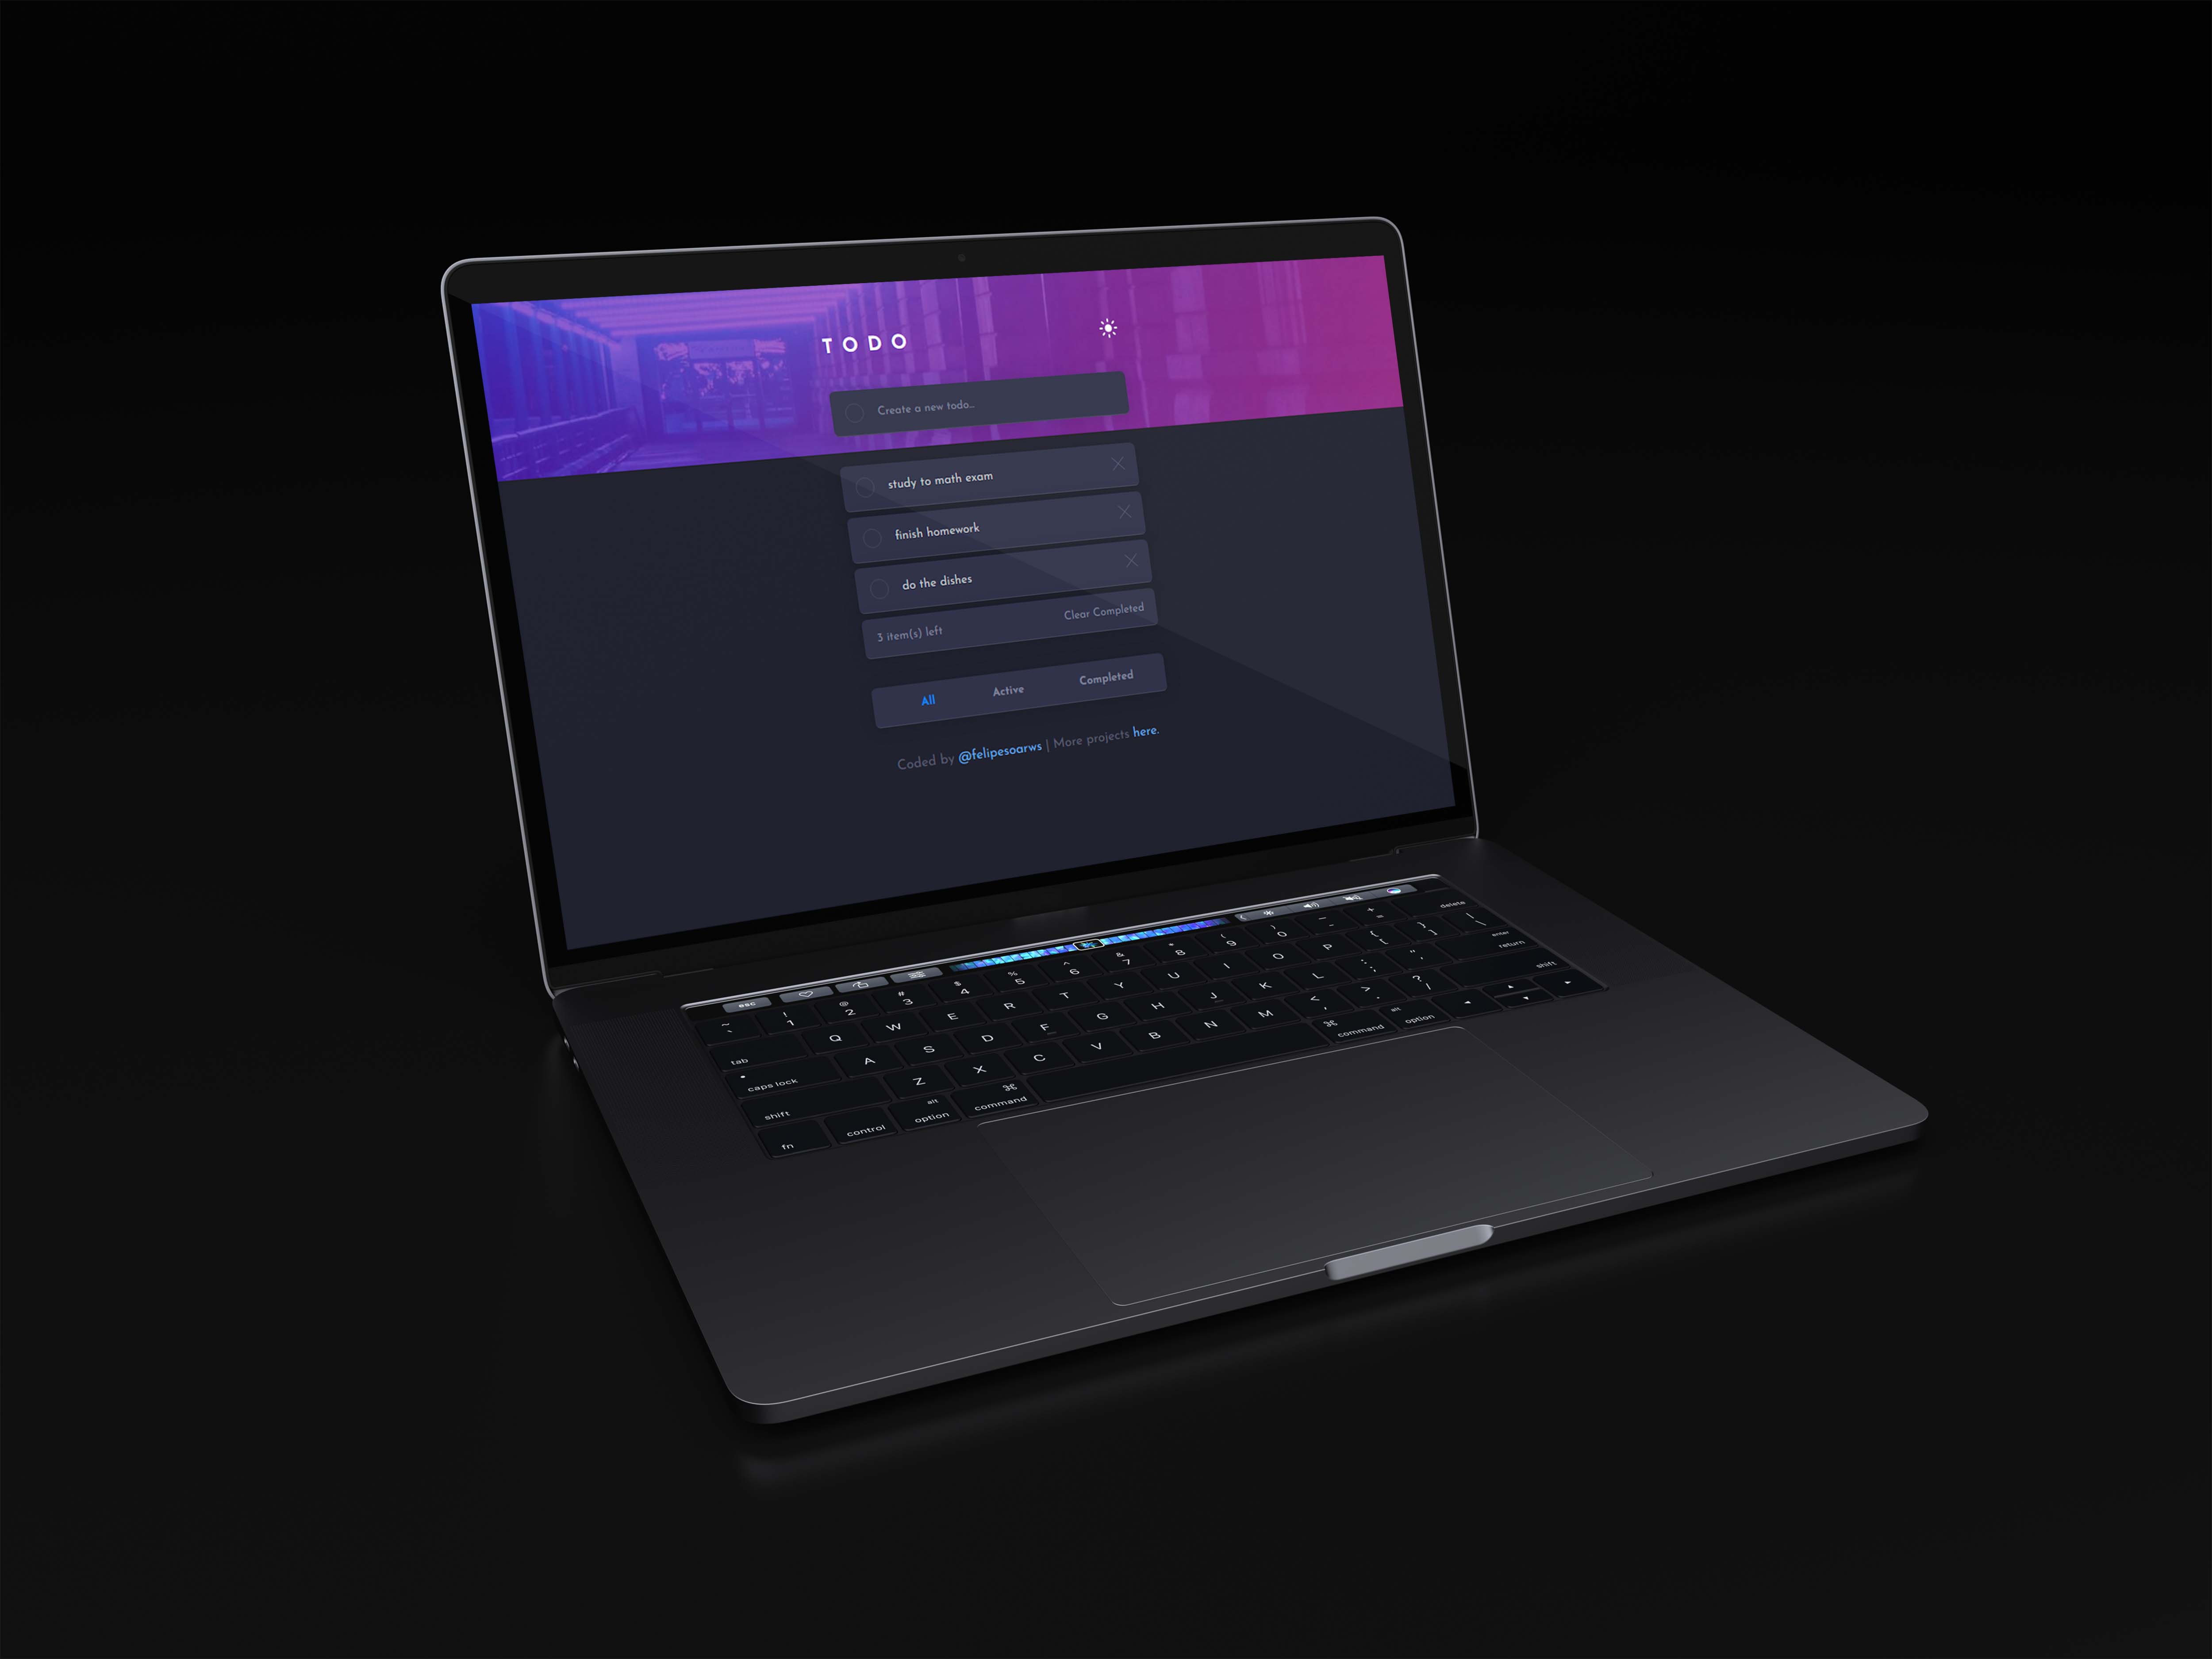 TODO
Create a new todo...
study to math exam
finish homework
do the dishes
3 item(s) left Clear Completed
All Active Completed
Coded by @felipesoarws | More projects here.
esc
~ ! @ # $ % ^ & * ( ) _ +
` 1 2 3 4 5 6 7 8 9 0 - = delete
tab Q W E R T Y U I O P { [ } ] | \
caps lock A S D F G H J K L : ; " ' enter return
shift Z X C V B N M < , > . ? / shift
fn control alt option ⌘ command ⌘ command alt option